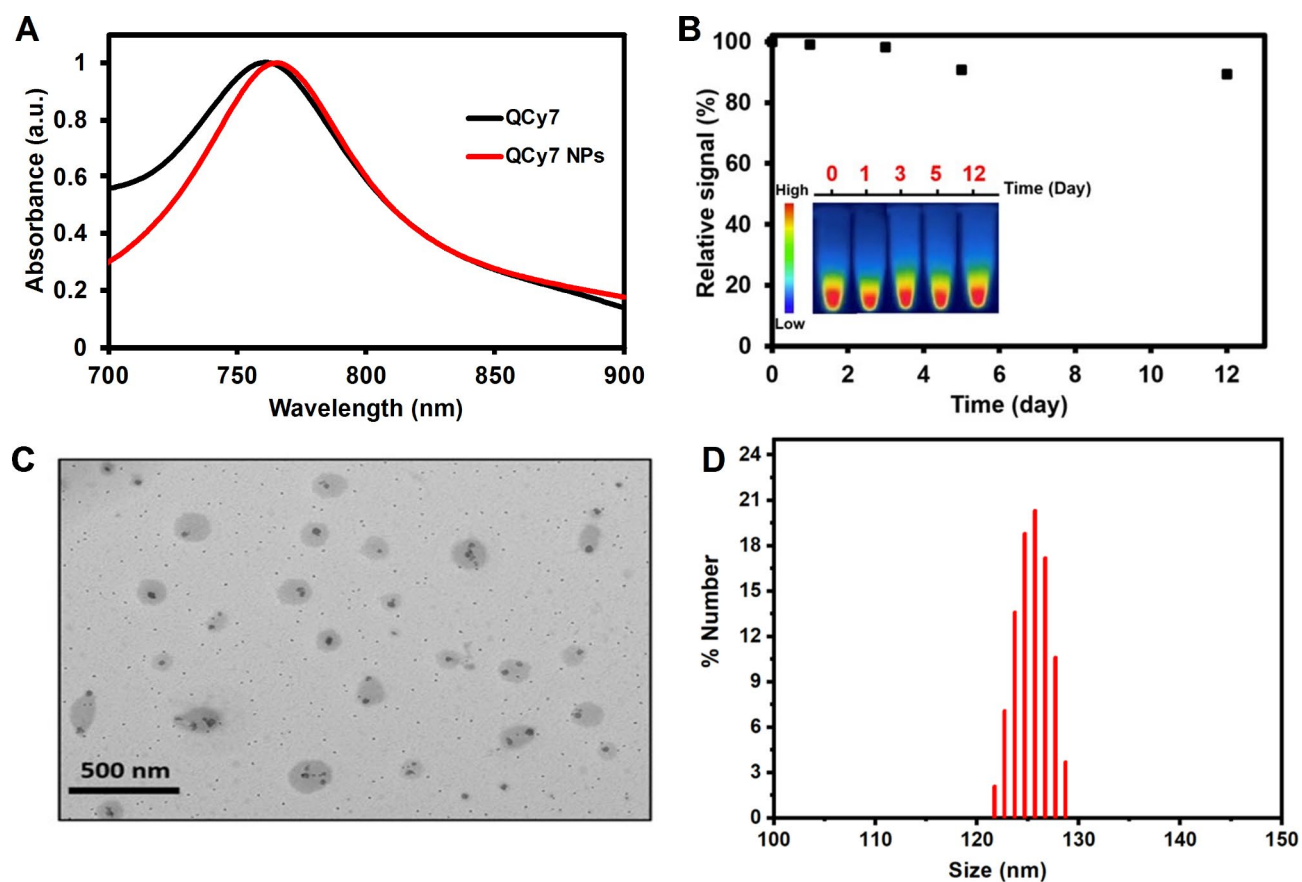 A
Absorbance (a.u.)
1
0.8
0.6
0.4
0.2
0
QCy7
QCy7 NPs
700 750 800 850 900
Wavelength (nm)
B
Relative signal (%)
100
80
60
40
20
0
0 1 3 5 12
Time (Day)
High
Low
0 2 4 6 8 10 12
Time (day)
C
500 nm
D
% Number
24
21
18
15
12
9
6
3
0
100 110 120 130 140 150
Size (nm)